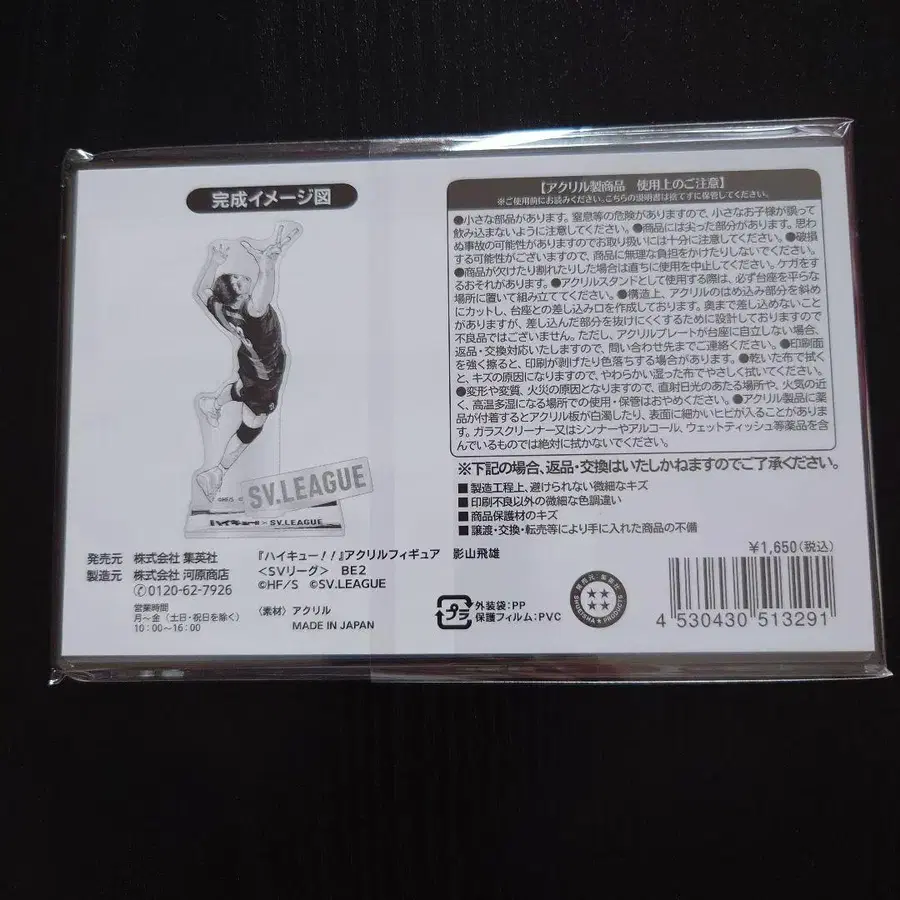 完成イメージ図
SV.LEAGUE
ハイキュー!!×SV.LEAGUE
【アクリル製商品 使用上のご注意】
※ご使用前にお読みください。こちらの説明書は捨てずに保管してください。
●小さな部品があります。窒息等の危険がありますので、小さなお子様が誤って
飲み込まないように注意してください。●商品には尖った部分があります。思わ
ぬ事故の可能性がありますのでお取り扱いには十分に注意してください。●破損
する可能性がございますので、商品に無理な負担をかけたりしないでください。
●商品が欠けたり割れたりした場合は直ちに使用を中止してください。ケガをす
るおそれがあります。●アクリルスタンドとして使用する際は、必ず台座を平らな
場所に置いて組み立ててください。●構造上、アクリルのはめ込み部分を斜め
にカットし、台座との差し込み口を作成しております。奥まで差し込めないこと
がありますが、差し込んだ部分を抜けにくくするために設計しておりますので
不良品ではございません。ただし、アクリルプレートが台座に自立しない場合、
返品・交換対応いたしますので、問い合わせ先までご連絡ください。●印刷面
を強く擦ると、印刷が剥げたり色落ちする場合があります。●乾いた布で拭く
と、キズの原因になりますので、やわらかい湿った布でやさしく拭いてください。
●変形や変質、火災の原因となりますので、直射日光のあたる場所や、火気の近
く、高温多湿になる場所での使用・保管はおやめください。●アクリル製品に薬
品が付着するとアクリル板が白濁したり、表面に細かいヒビが入ることがありま
す。ガラスクリーナー又はシンナーやアルコール、ウェットティッシュ等薬品を含
んでいるものでは絶対に拭かないでください。
※下記の場合、返品・交換はいたしかねますのでご了承ください。
■製造工程上、避けられない微細なキズ
■印刷不良以外の微細な色調違い
■商品保護材のキズ
■譲渡・交換・転売等により手に入れた商品の不備
発売元 株式会社 集英社
製造元 株式会社 河原商店
✆0120-62-7926
営業時間
月〜金(土日・祝日を除く)
10:00〜16:00
『ハイキュー!!』アクリルフィギュア 影山飛雄
<SVリーグ> BE2
©HF/S ©SV.LEAGUE
〈素材〉アクリル
MADE IN JAPAN
プラ
外装袋:PP
保護フィルム:PVC
発売元 集英社
SHUEISHA PRODUCTS
¥1,650(税込)
4 530430 513291